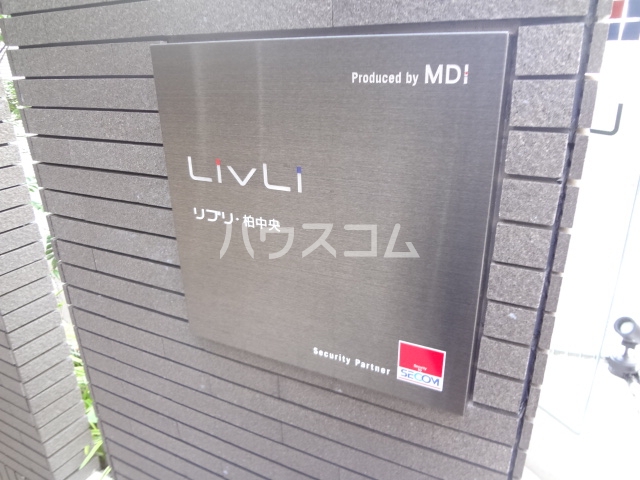 Produced by MDI
LivLi
リブリ・柏中央
ハウスコム
Security Partner
SECOM